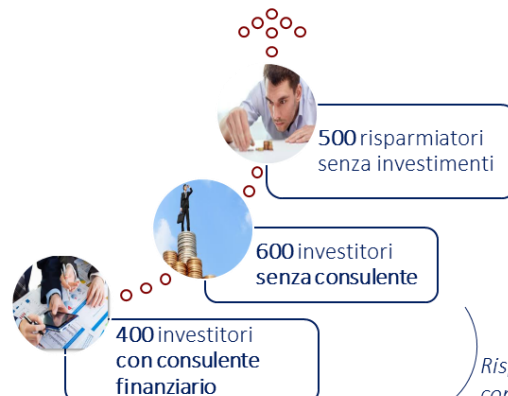 500 risparmiatori
senza investimenti
600 investitori
senza consulente
400 investitori
con consulente
finanziario